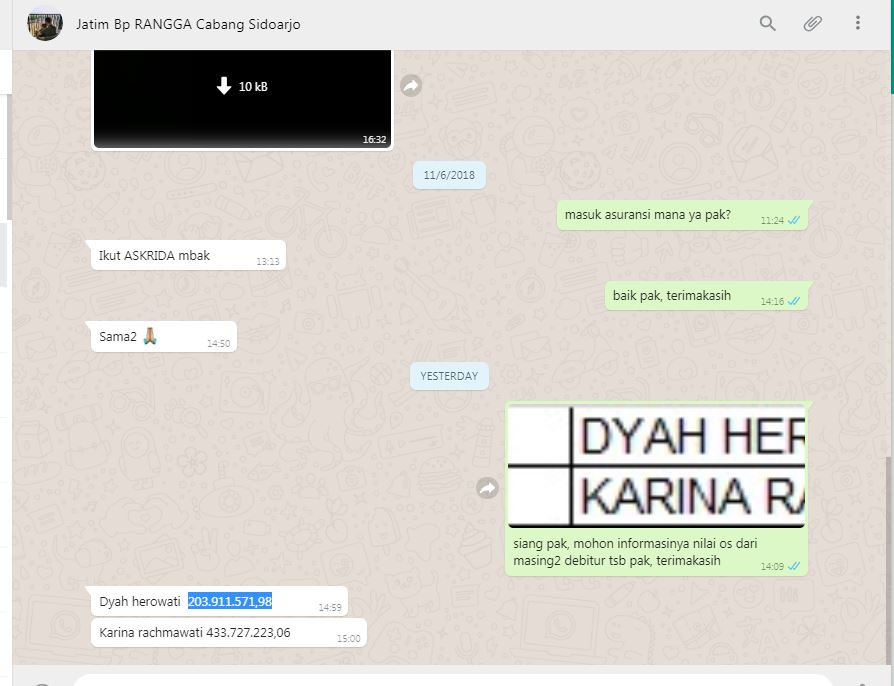 Jatim Bp RANGGA Cabang Sidoarjo
10 kB
16:32
11/6/2018
masuk asuransi mana ya pak?
11:24
Ikut ASKRIDA mbak
13:13
baik pak, terimakasih
14:16
Sama2
14:50
YESTERDAY
DYAH HER
KARINA RA
siang pak, mohon informasinya nilai os dari
masing2 debitur tsb pak, terimakasih
14:09
Dyah herowati 203.911.571,98
14:59
Karina rachmawati 433.727.223,06
15:00